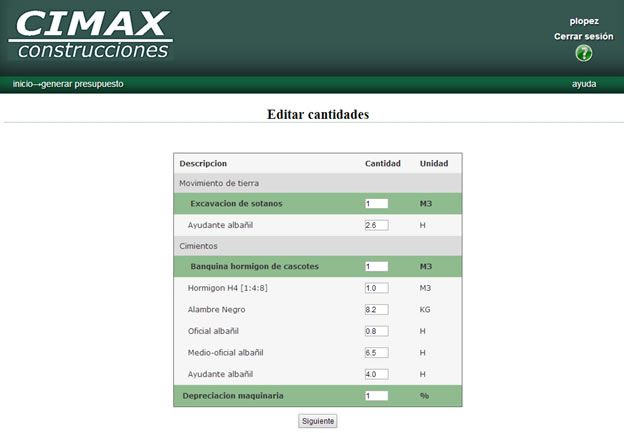 CIMAX
construcciones
plopez
Cerrar sesión
?
inicio→generar presupuesto ayuda
Editar cantidades
Descripcion Cantidad Unidad
Movimiento de tierra
Excavacion de sotanos 1 M3
Ayudante albañil 2.6 H
Cimientos
Banquina hormigon de cascotes 1 M3
Hormigon H4 [1:4:8] 1.0 M3
Alambre Negro 8.2 KG
Oficial albañil 0.8 H
Medio-oficial albañil 6.5 H
Ayudante albañil 4.0 H
Depreciacion maquinaria 1 %
Siguiente